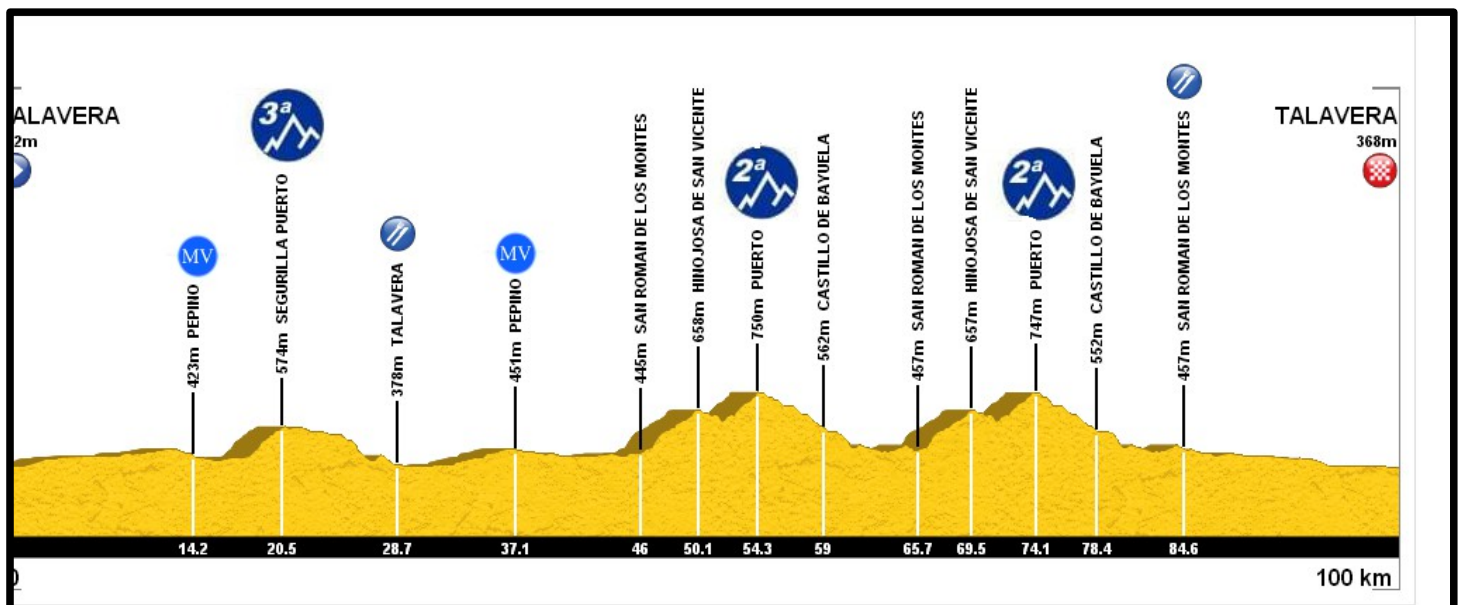 ALAVERA
2m
3ª
MV
423m PEPINO
574m SEGURILLA PUERTO
378m TALAVERA
MV
451m PEPINO
445m SAN ROMAN DE LOS MONTES
658m HINOJOSA DE SAN VICENTE
2ª
750m PUERTO
562m CASTILLO DE BAYUELA
457m SAN ROMAN DE LOS MONTES
657m HINOJOSA DE SAN VICENTE
2ª
747m PUERTO
552m CASTILLO DE BAYUELA
457m SAN ROMAN DE LOS MONTES
TALAVERA
368m
14.2 20.5 28.7 37.1 46 50.1 54.3 59 65.7 69.5 74.1 78.4 84.6
100 km